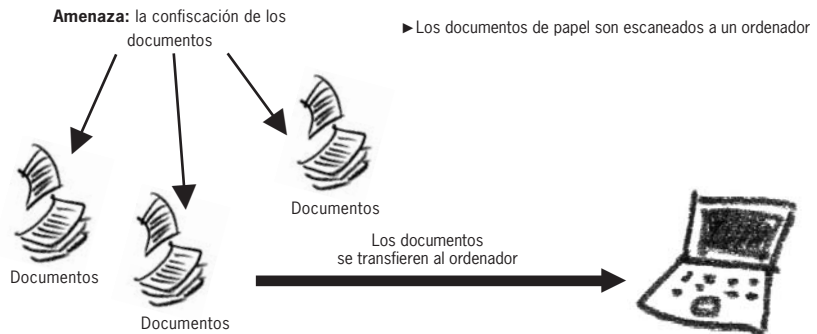 Amenaza: la confiscación de los
documentos
►Los documentos de papel son escaneados a un ordenador
Documentos
Los documentos
se transfieren al ordenador
Documentos
Documentos